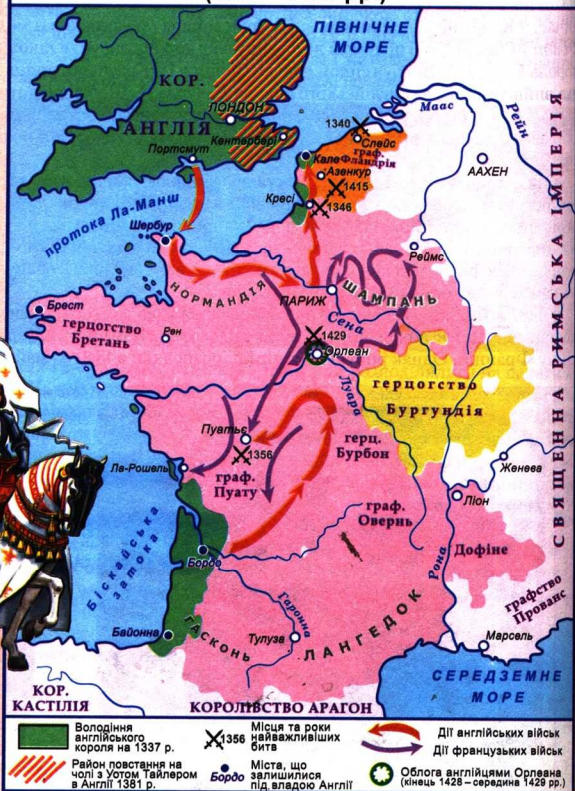 ПІВНІЧНЕ
МОРЕ
КОР.
АНГЛІЯ
ЛОНДОН
Кентербері
Портсмут
протока Ла-Манш
Шербур
1340
Слейс
Маас
Рейн
граф.
Фландрія
Кале
Азенкур
1415
Кресі
1346
ААХЕН
СВЯЩЕННА РИМСЬКА ІМПЕРІЯ
Реймс
НОРМАНДІЯ
ПАРИЖ
ШАМПАНЬ
Сена
Брест
герцогство
Бретань
Рен
1429
Орлеан
Луара
герцогство
Бургундія
Пуатьє
1356
герц.
Бурбон
Ла-Рошель
граф.
Пуату
Женева
Ліон
граф.
Овернь
Дофіне
Рона
Біскайська
затока
Бордо
Гаронна
графство
Прованс
ГАСКОНЬ
Байонна
Тулуза
ЛАНГЕДОК
Марсель
СЕРЕДЗЕМНЕ
МОРЕ
КОР.
КАСТІЛІЯ
КОРОЛІВСТВО АРАГОН
Володіння
англійського
короля на 1337 р.
Район повстання на
чолі з Уотом Тайлером
в Англії 1381 р.
1356
Місця та роки
найважливіших
битв
Бордо
Міста, що
залишилися
під владою Англії
Дії англійських військ
Дії французьких військ
Облога англійцями Орлеана
(кінець 1428–середина 1429 рр.)